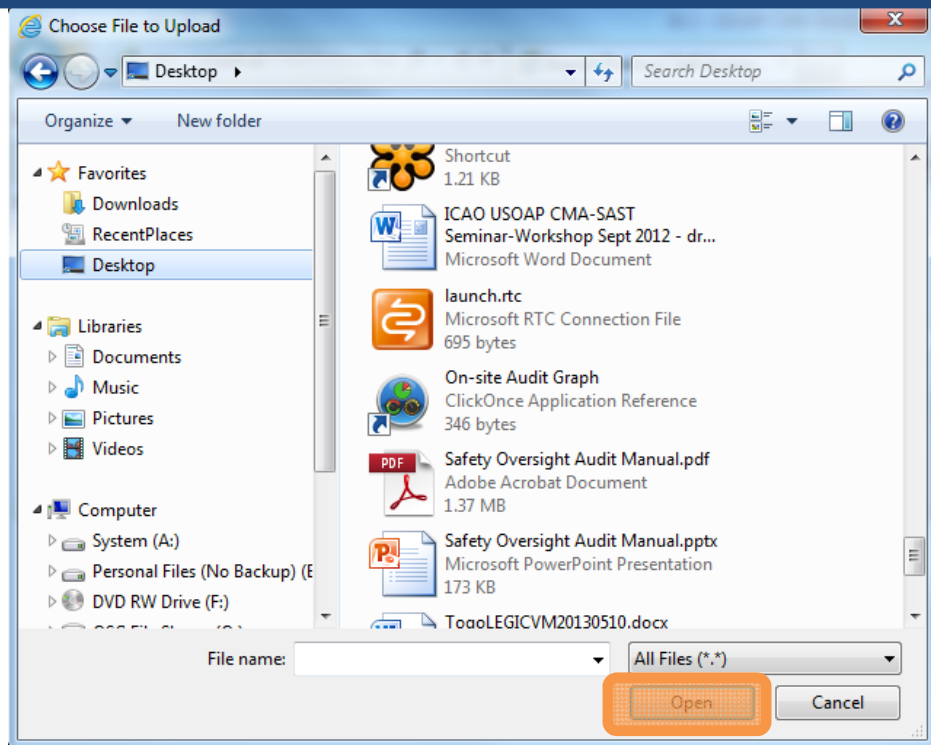 Choose File to Upload
Desktop
Search Desktop
Organize
New folder
Favorites
Downloads
RecentPlaces
Desktop
Libraries
Documents
Music
Pictures
Videos
Computer
System (A:)
Personal Files (No Backup) (E
DVD RW Drive (F:)
Shortcut
1.21 KB
ICAO USOAP CMA-SAST
Seminar-Workshop Sept 2012 - dr...
Microsoft Word Document
launch.rtc
Microsoft RTC Connection File
695 bytes
On-site Audit Graph
ClickOnce Application Reference
346 bytes
PDF
Safety Oversight Audit Manual.pdf
Adobe Acrobat Document
1.37 MB
Safety Oversight Audit Manual.pptx
Microsoft PowerPoint Presentation
173 KB
TogoLEGICVM20130510.docx
File name:
All Files (*.*)
Open
Cancel